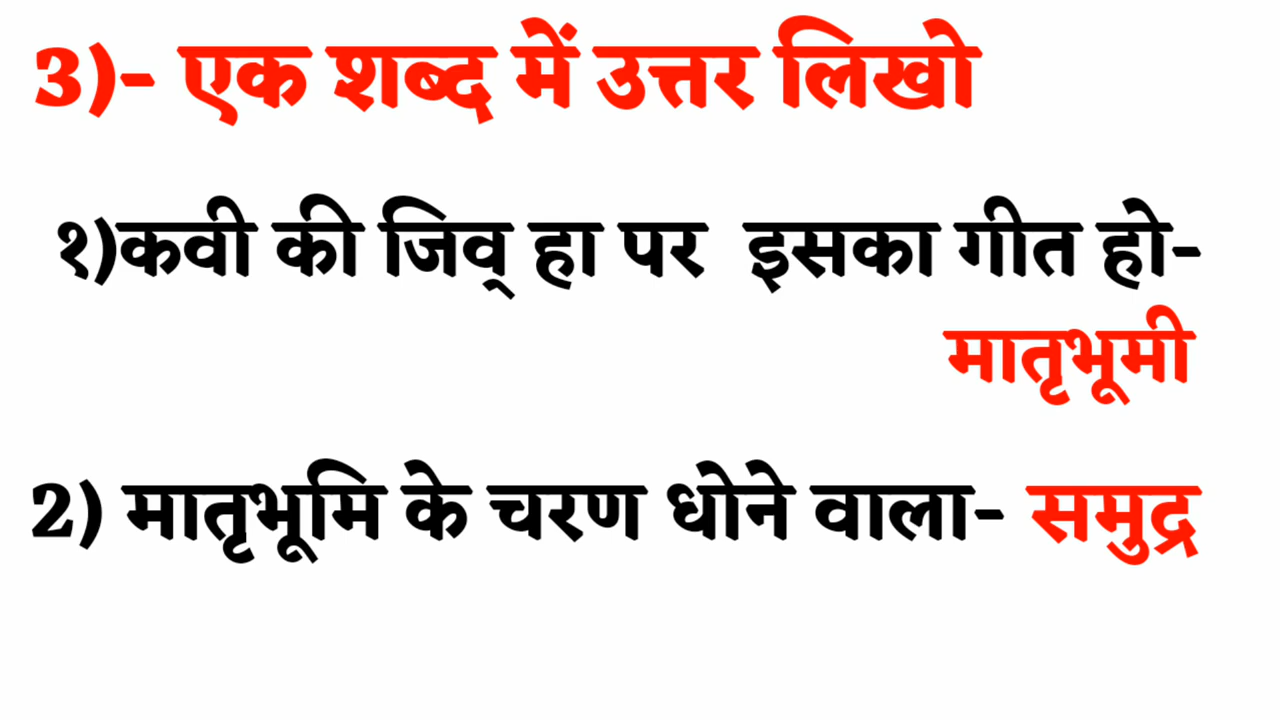 3)- एक शब्द में उत्तर लिखो
१)कवी की जिव् हा पर इसका गीत हो-
मातृभूमी
2) मातृभूमि के चरण धोने वाला- समुद्र